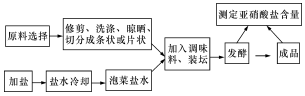 测定亚硝酸盐含量
原料选择
修剪、洗涤、晾晒、
切分成条状或片状
加入调味
料、装坛
发酵
成品
加盐
盐水冷却
泡菜盐水